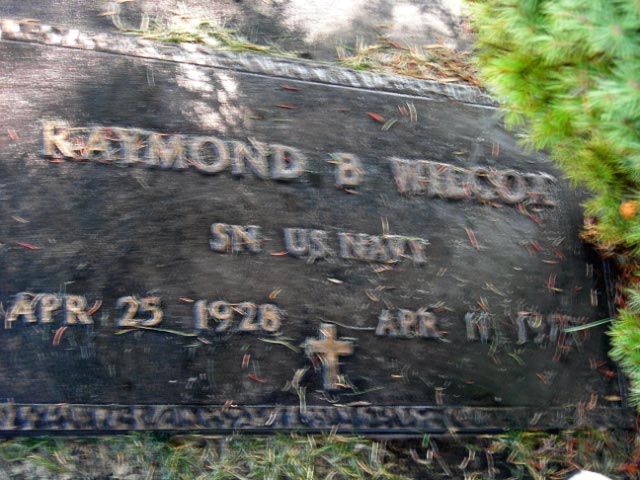 RAYMOND B WILCOX
SN US NAVY
APR 25 1928 APR